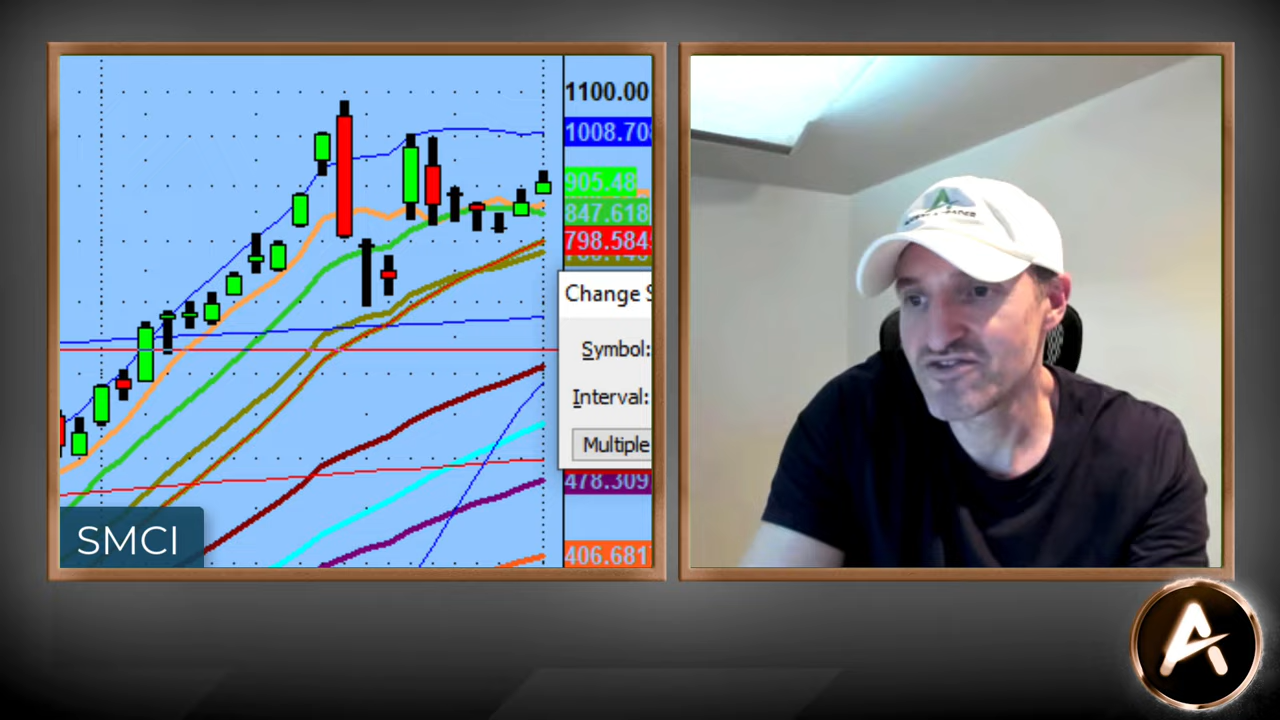 1100.00
1008.70
905.48
847.618
798.584
Change S
Symbol:
Interval:
Multiple
478.309
406.681
SMCI